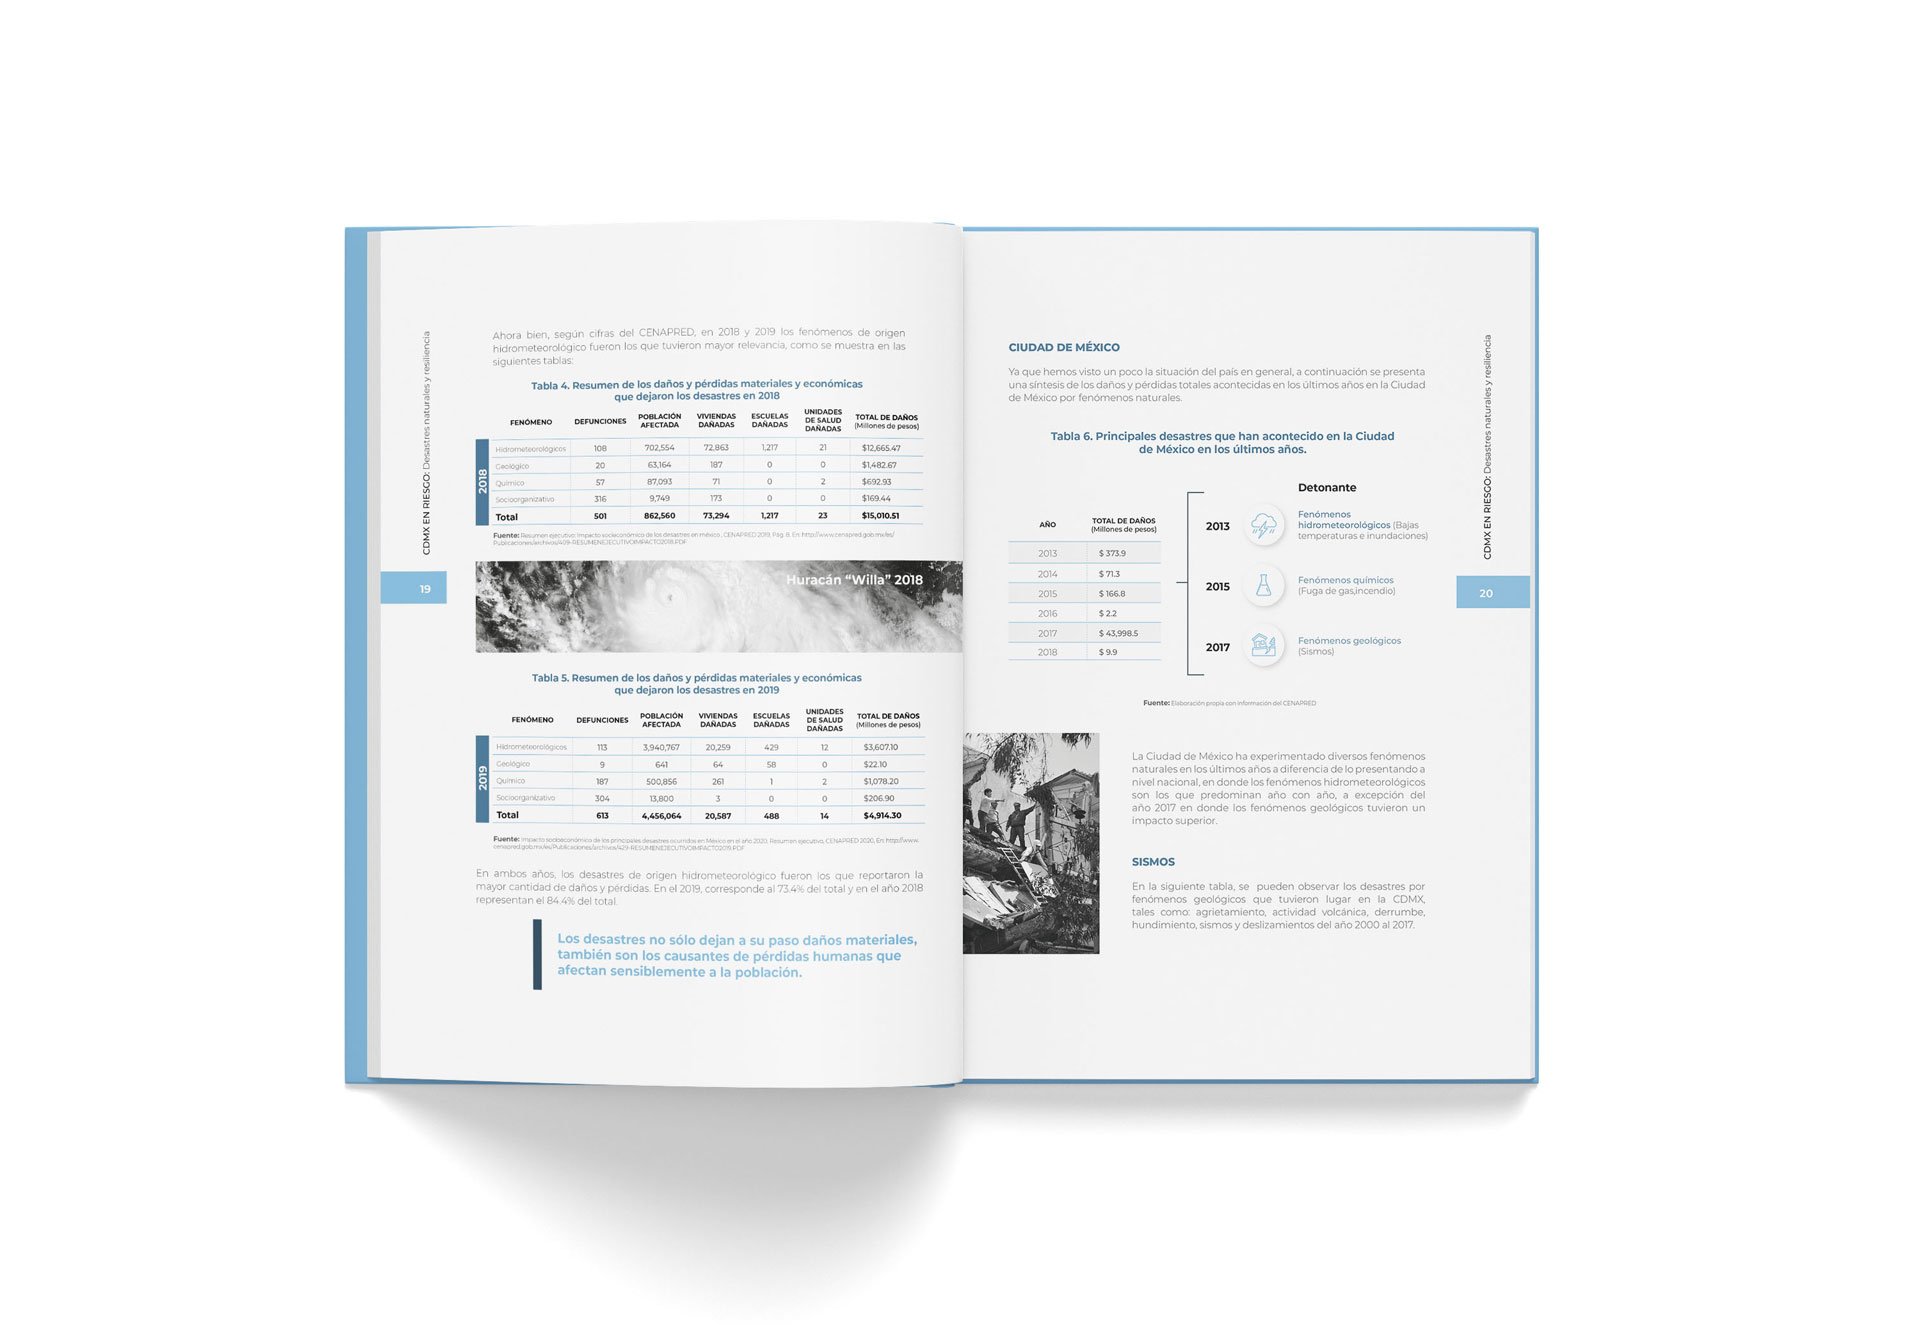 CDMX EN RIESGO: Desastres naturales y resiliencia
19
Ahora bien, según cifras del CENAPRED, en 2018 y 2019 los fenómenos de origen
hidrometeorológico fueron los que tuvieron mayor relevancia, como se muestra en las
siguientes tablas:
Tabla 4. Resumen de los daños y pérdidas materiales y económicas
que dejaron los desastres en 2018
FENÓMENO DEFUNCIONES POBLACIÓN AFECTADA VIVIENDAS DAÑADAS ESCUELAS DAÑADAS UNIDADES DE SALUD DAÑADAS TOTAL DE DAÑOS (Millones de pesos)
2018
Hidrometeorológicos 108 702,554 72,863 1,217 21 $12,665.47
Geológico 20 63,164 187 0 0 $1,482.67
Químico 57 87,093 71 0 2 $692.93
Socioorganizativo 316 9,749 173 0 0 $169.44
Total 501 862,560 73,294 1,217 23 $15,010.51
Fuente: Resumen ejecutivo: Impacto socioeconómico de los desastres en méxico, CENAPRED 2019, Pág. 8. En: http://www.cenapred.gob.mx/es/
Publicaciones/archivos/409-RESUMENEJECUTIVOIMPACTO2018.PDF
Huracán “Willa” 2018
Tabla 5. Resumen de los daños y pérdidas materiales y económicas
que dejaron los desastres en 2019
FENÓMENO DEFUNCIONES POBLACIÓN AFECTADA VIVIENDAS DAÑADAS ESCUELAS DAÑADAS UNIDADES DE SALUD DAÑADAS TOTAL DE DAÑOS (Millones de pesos)
2019
Hidrometeorológicos 113 3,940,767 20,259 429 12 $3,607.10
Geológico 9 641 64 58 0 $22.10
Químico 187 500,856 261 1 2 $1,078.20
Socioorganizativo 304 13,800 3 0 0 $206.90
Total 613 4,456,064 20,587 488 14 $4,914.30
Fuente: Impacto socioeconómico de los principales desastres ocurridos en México en el año 2020. Resumen ejecutivo, CENAPRED 2020, En: http://www.
cenapred.gob.mx/es/Publicaciones/archivos/429-RESUMENEJECUTIVOIMPACTO2019.PDF
En ambos años, los desastres de origen hidrometeorológico fueron los que reportaron la
mayor cantidad de daños y pérdidas. En el 2019, corresponde al 73.4% del total y en el año 2018
representan el 84.4% del total.
Los desastres no sólo dejan a su paso daños materiales,
también son los causantes de pérdidas humanas que
afectan sensiblemente a la población.
CIUDAD DE MÉXICO
Ya que hemos visto un poco la situación del país en general, a continuación se presenta
una síntesis de los daños y pérdidas totales acontecidas en los últimos años en la Ciudad
de México por fenómenos naturales.
Tabla 6. Principales desastres que han acontecido en la Ciudad
de México en los últimos años.
AÑO TOTAL DE DAÑOS (Millones de pesos)
2013 $ 373.9
2014 $ 71.3
2015 $ 166.8
2016 $ 2.2
2017 $ 43,998.5
2018 $ 9.9
Detonante
2013 Fenómenos
hidrometeorológicos (Bajas
temperaturas e inundaciones)
2015 Fenómenos químicos
(Fuga de gas,incendio)
2017 Fenómenos geológicos
(Sismos)
Fuente: Elaboración propia con información del CENAPRED
La Ciudad de México ha experimentado diversos fenómenos
naturales en los últimos años a diferencia de lo presentando a
nivel nacional, en donde los fenómenos hidrometeorológicos
son los que predominan año con año, a excepción del
año 2017 en donde los fenómenos geológicos tuvieron un
impacto superior.
SISMOS
En la siguiente tabla, se pueden observar los desastres por
fenómenos geológicos que tuvieron lugar en la CDMX,
tales como: agrietamiento, actividad volcánica, derrumbe,
hundimiento, sismos y deslizamientos del año 2000 al 2017.
CDMX EN RIESGO: Desastres naturales y resiliencia
20